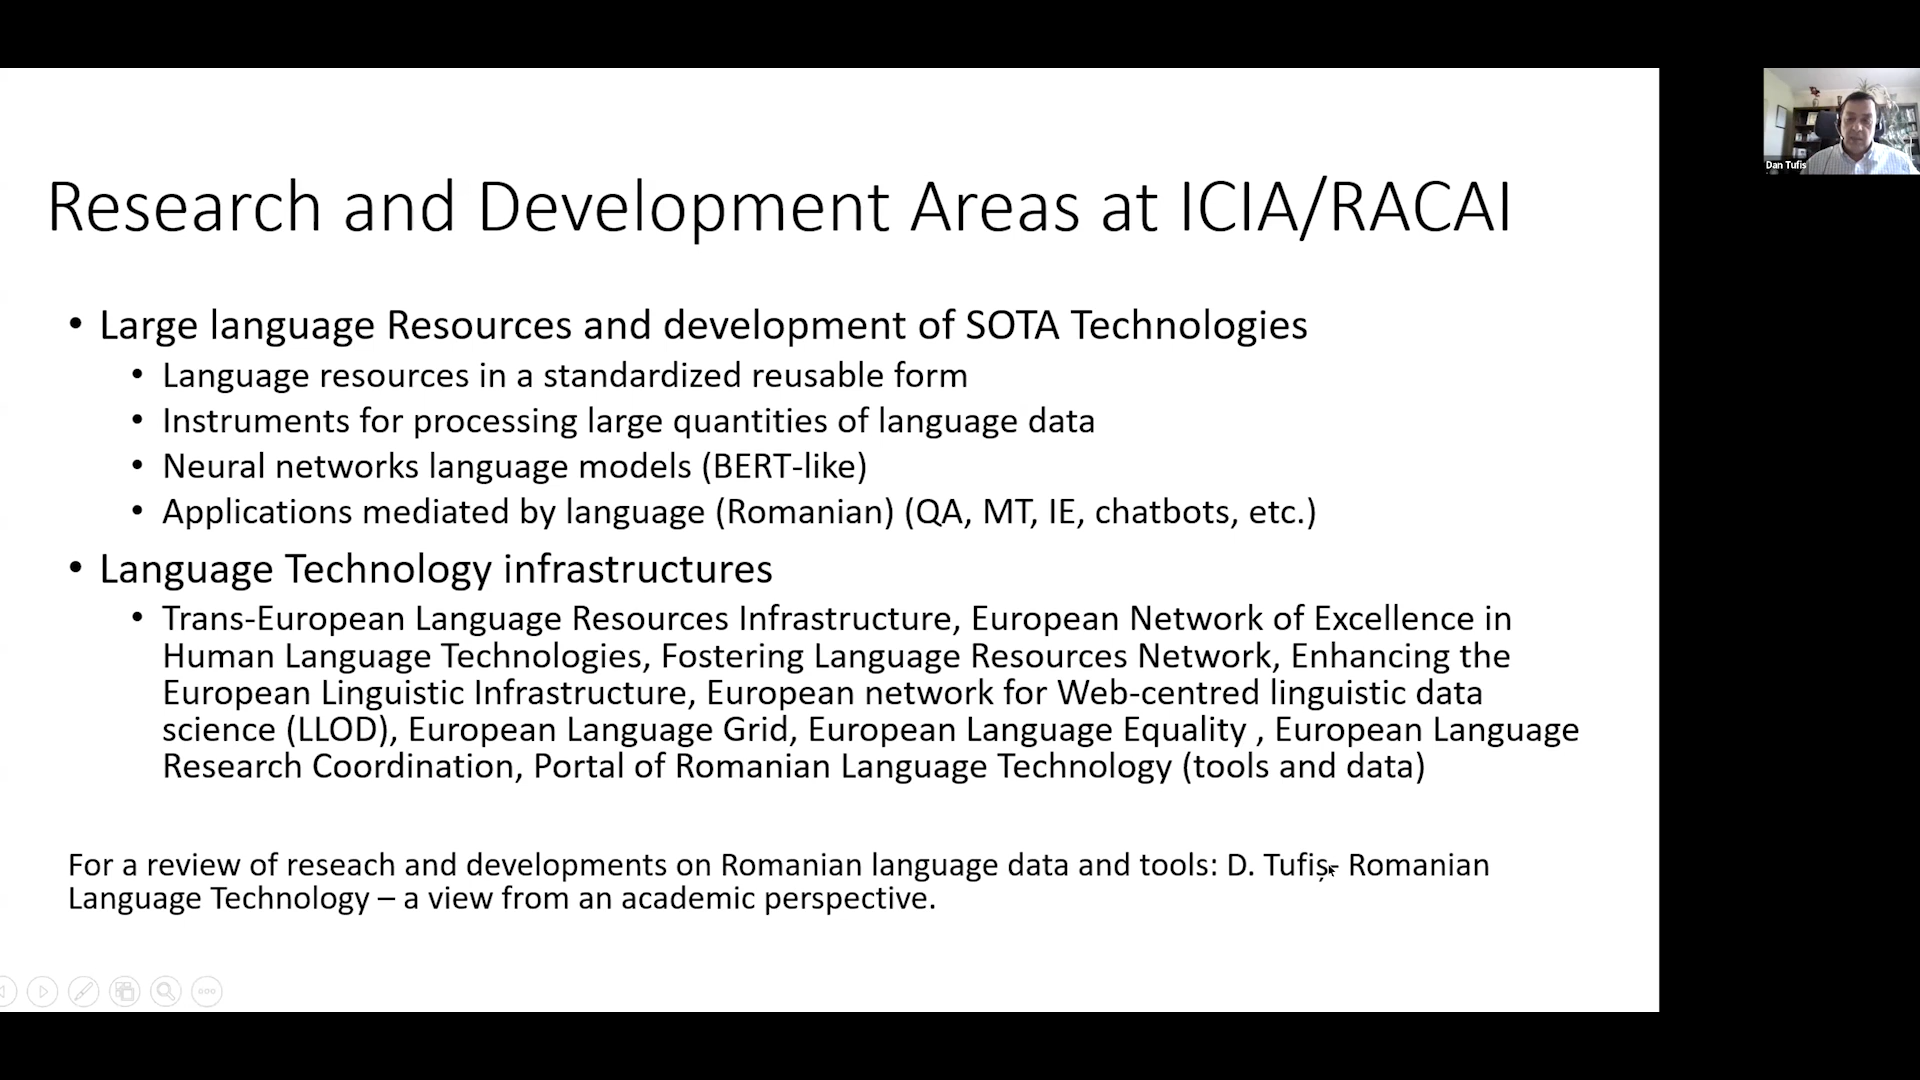 Research and Development Areas at ICIA/RACAI
• Large language Resources and development of SOTA Technologies
• Language resources in a standardized reusable form
• Instruments for processing large quantities of language data
• Neural networks language models (BERT-like)
• Applications mediated by language (Romanian) (QA, MT, IE, chatbots, etc.)
• Language Technology infrastructures
• Trans-European Language Resources Infrastructure, European Network of Excellence in
Human Language Technologies, Fostering Language Resources Network, Enhancing the
European Linguistic Infrastructure, European network for Web-centred linguistic data
science (LLOD), European Language Grid, European Language Equality , European Language
Research Coordination, Portal of Romanian Language Technology (tools and data)
For a review of reseach and developments on Romanian language data and tools: D. Tufiș- Romanian
Language Technology – a view from an academic perspective.
Dan Tufis